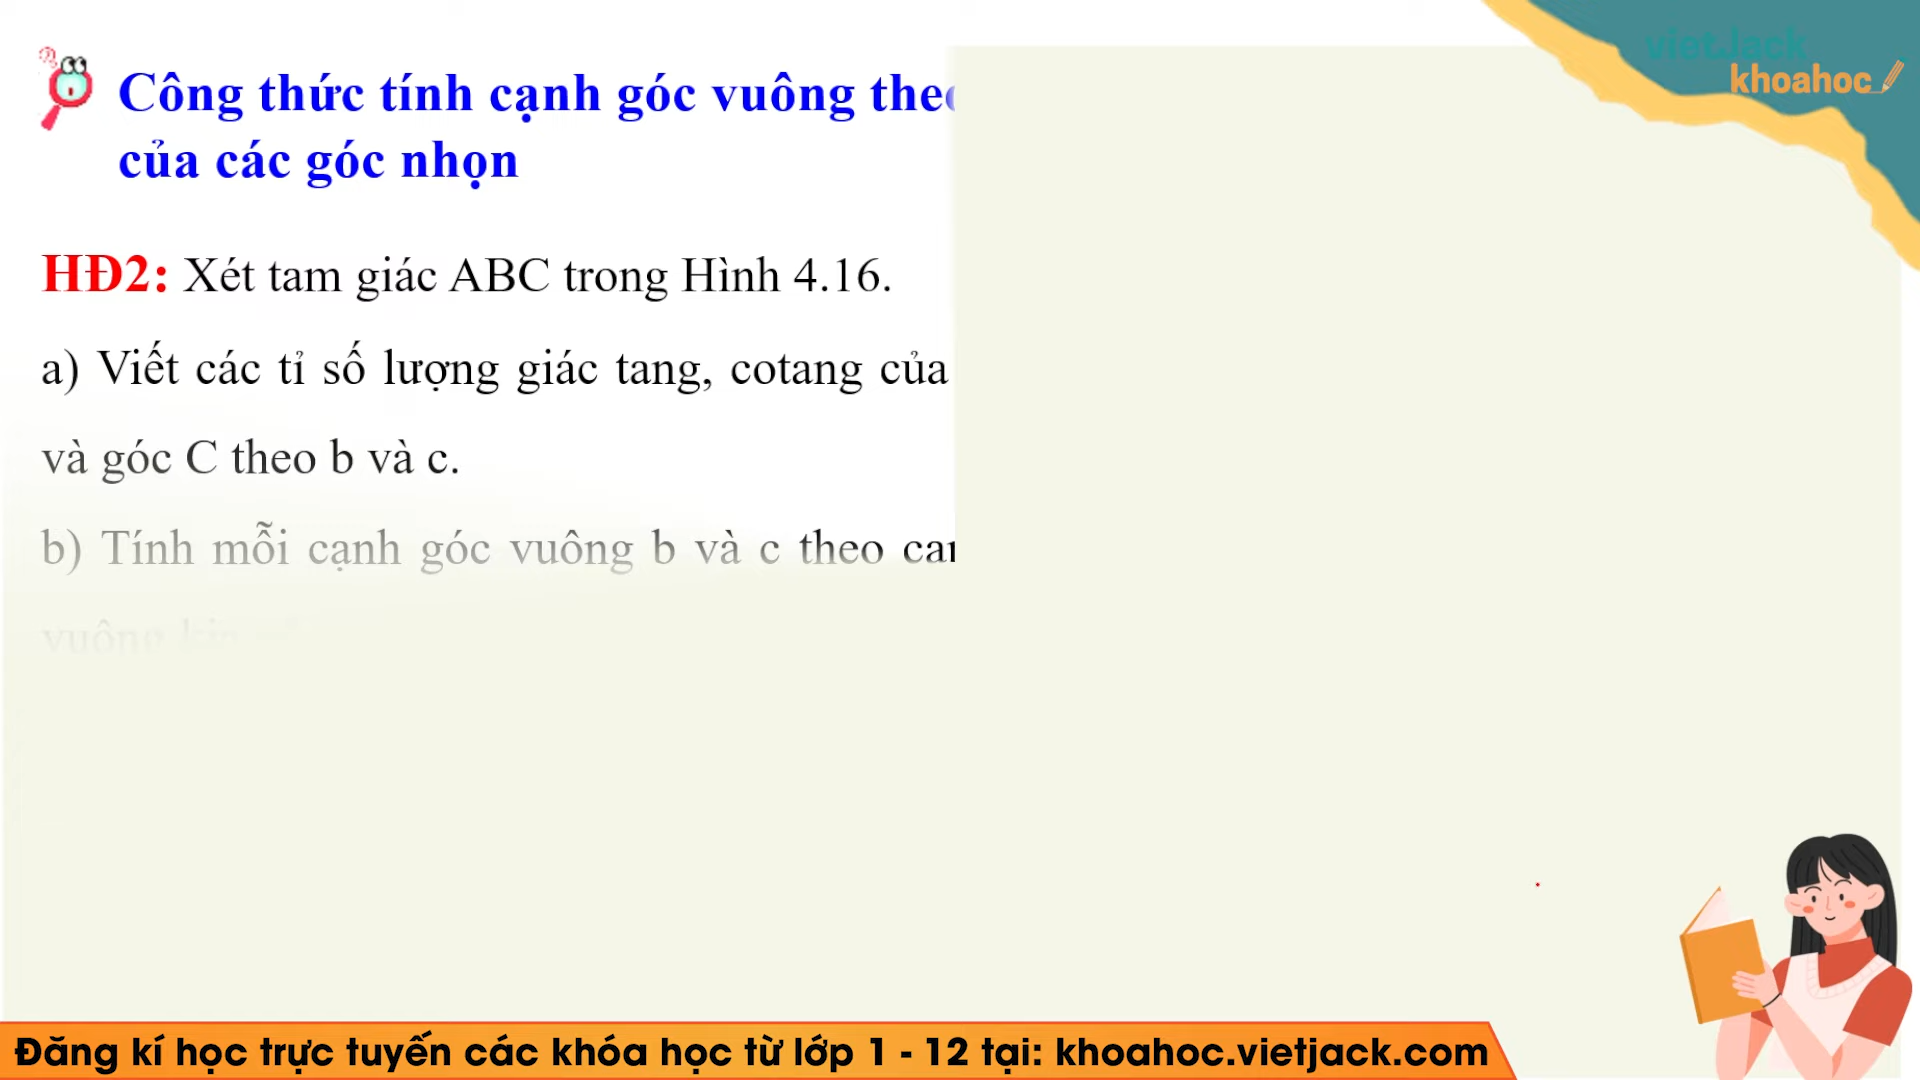 vietJack
khoahoc
Công thức tính cạnh góc vuông theo
của các góc nhọn
HĐ2: Xét tam giác ABC trong Hình 4.16.
a) Viết các tỉ số lượng giác tang, cotang của
và góc C theo b và c.
b) Tính mỗi cạnh góc vuông b và c theo
vuông
Đăng kí học trực tuyến các khóa học từ lớp 1 - 12 tại: khoahoc.vietjack.com